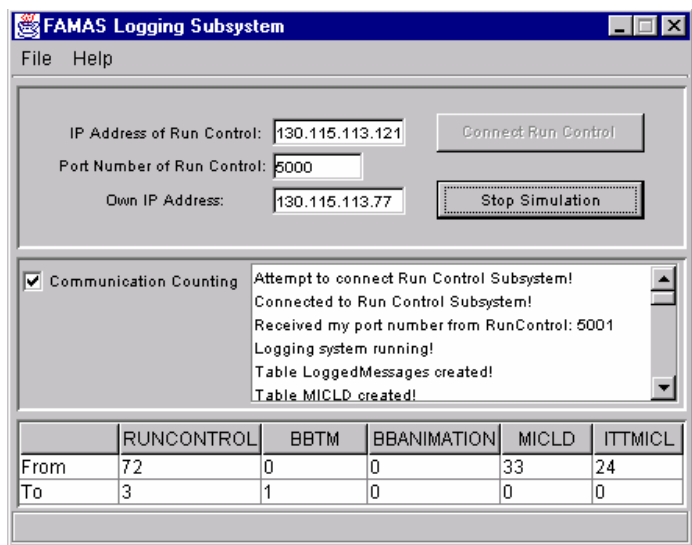 FAMAS Logging Subsystem
File Help
IP Address of Run Control: 130.115.113.121 Connect Run Control
Port Number of Run Control: 5000
Own IP Address: 130.115.113.77 Stop Simulation
Communication Counting
Attempt to connect Run Control Subsystem!
Connected to Run Control Subsystem!
Received my port number from RunControl: 5001
Logging system running!
Table LoggedMessages created!
Table MICLD created!
RUNCONTROL BBTM BBANIMATION MICLD ITTMICL
From 72 0 0 33 24
To 3 1 0 0 0